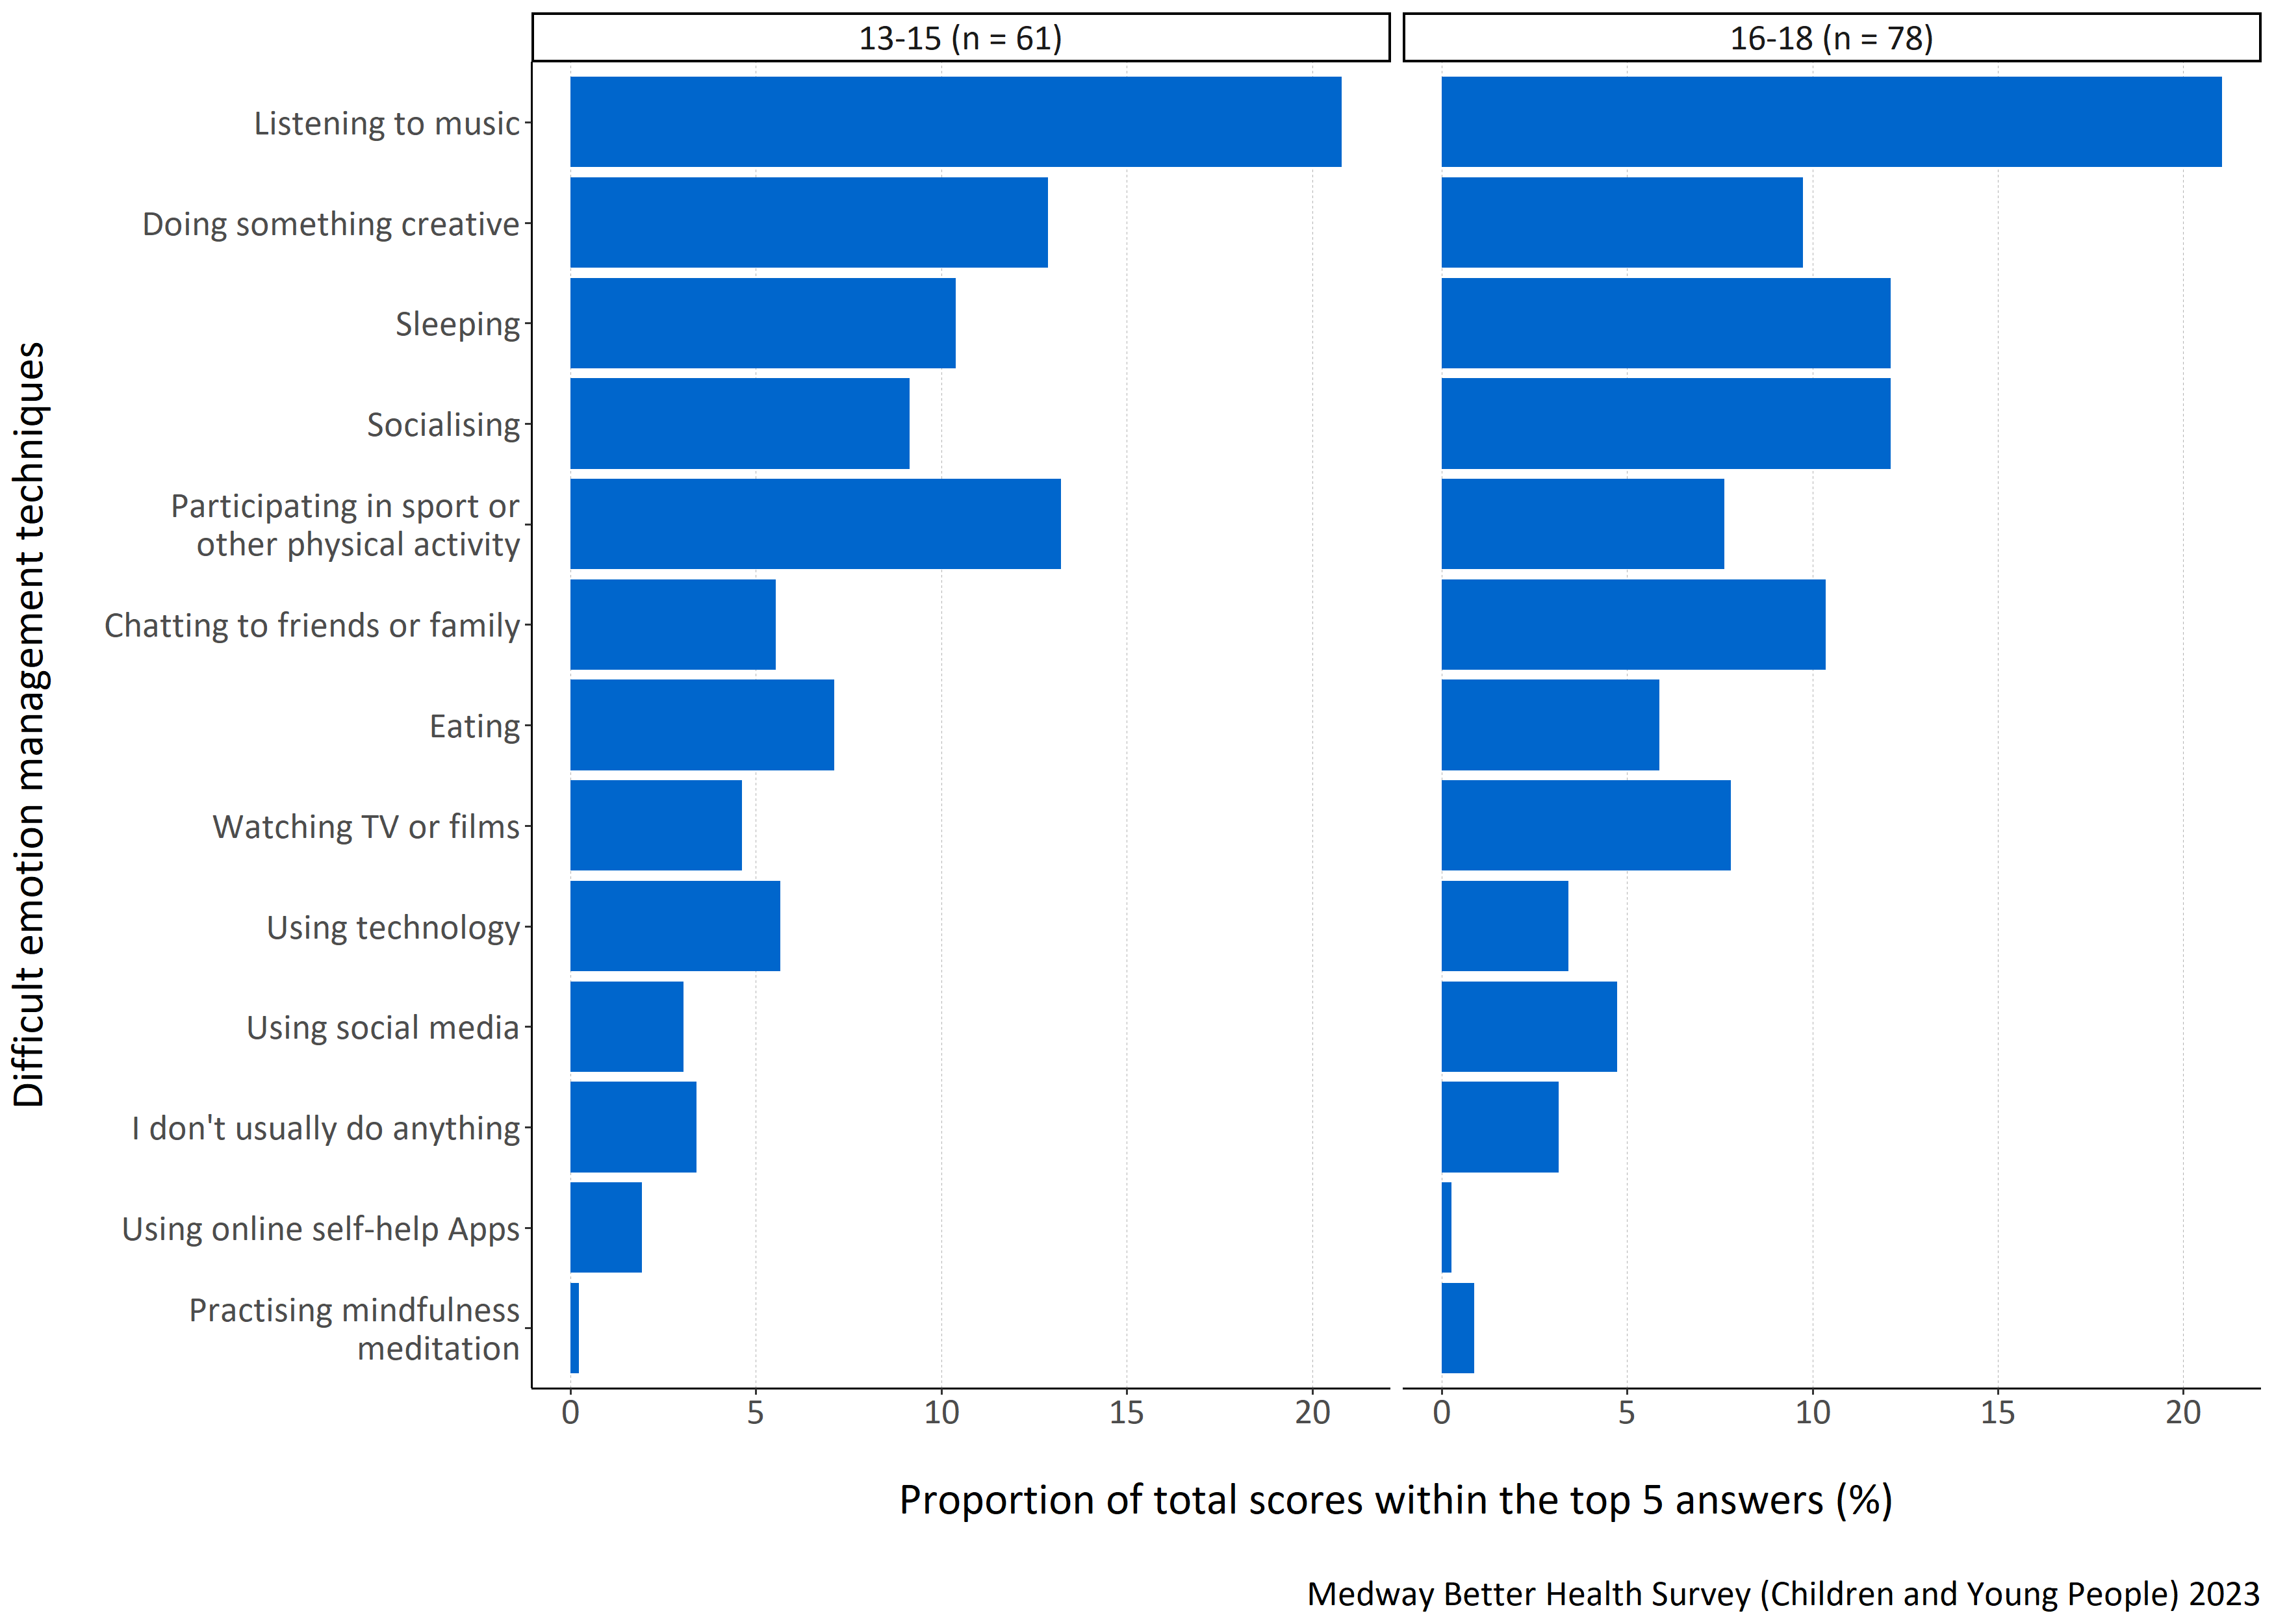 13-15 (n = 61)
16-18 (n = 78)
Difficult emotion management techniques
Listening to music
Doing something creative
Sleeping
Socialising
Participating in sport or
other physical activity
Chatting to friends or family
Eating
Watching TV or films
Using technology
Using social media
I don't usually do anything
Using online self-help Apps
Practising mindfulness
meditation
0 5 10 15 20
0 5 10 15 20
Proportion of total scores within the top 5 answers (%)
Medway Better Health Survey (Children and Young People) 2023